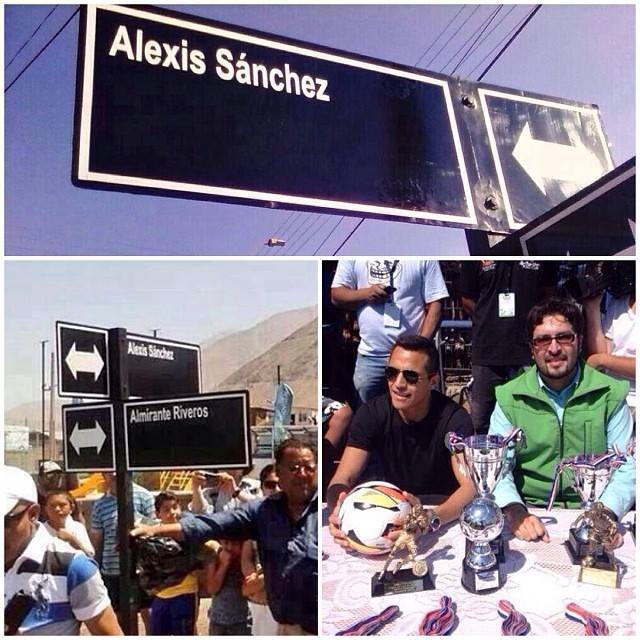 Alexis Sánchez
Alexis Sánchez
Almirante Riveros